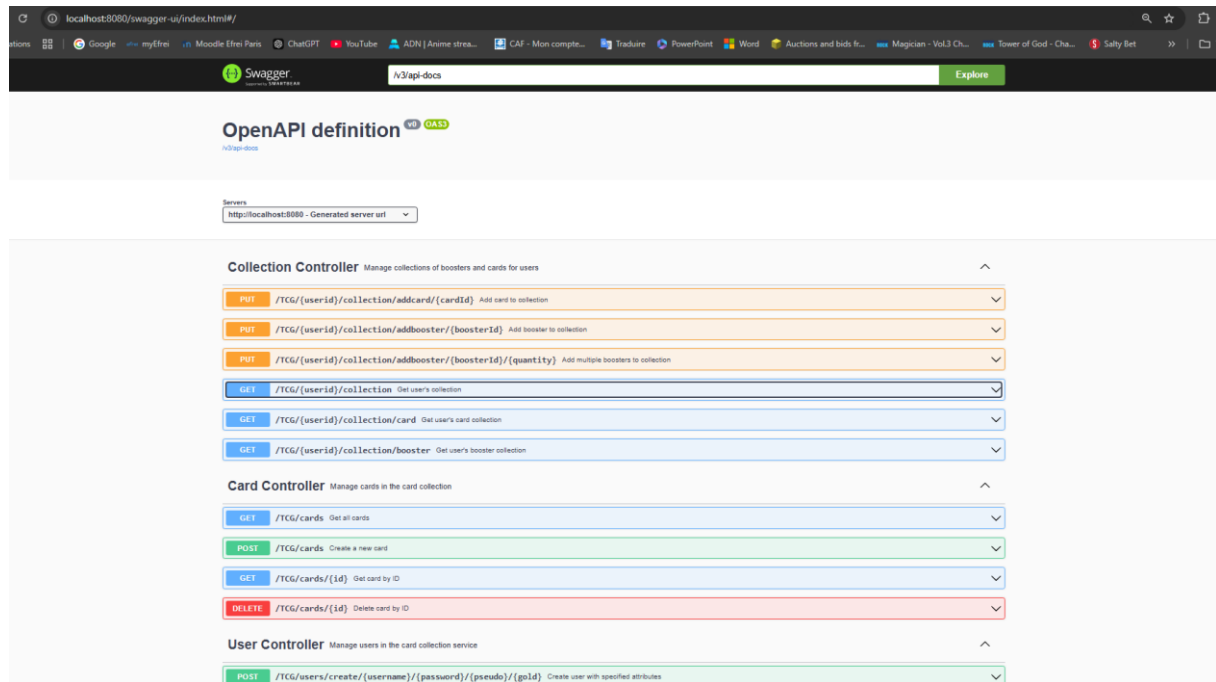 localhost:8080/swagger-ui/index.html#/
ations Google myEfrei Moodle Efrei Paris ChatGPT YouTube ADN | Anime strea... CAF - Mon compte... Traduire PowerPoint Word Auctions and bids fr... Magician - Vol.3 Ch... Tower of God - Cha... Salty Bet »
Swagger /v3/api-docs Explore
Supported by SMARTBEAR
OpenAPI definition v0 OAS3
/v3/api-docs
Servers
http://localhost:8080 - Generated server url
Collection Controller Manage collections of boosters and cards for users
PUT /TCG/{userid}/collection/addcard/{cardId} Add card to collection
PUT /TCG/{userid}/collection/addbooster/{boosterId} Add booster to collection
PUT /TCG/{userid}/collection/addbooster/{boosterId}/{quantity} Add multiple boosters to collection
GET /TCG/{userid}/collection Get user's collection
GET /TCG/{userid}/collection/card Get user's card collection
GET /TCG/{userid}/collection/booster Get user's booster collection
Card Controller Manage cards in the card collection
GET /TCG/cards Get all cards
POST /TCG/cards Create a new card
GET /TCG/cards/{id} Get card by ID
DELETE /TCG/cards/{id} Delete card by ID
User Controller Manage users in the card collection service
POST /TCG/users/create/{username}/{password}/{pseudo}/{gold} Create user with specified attributes